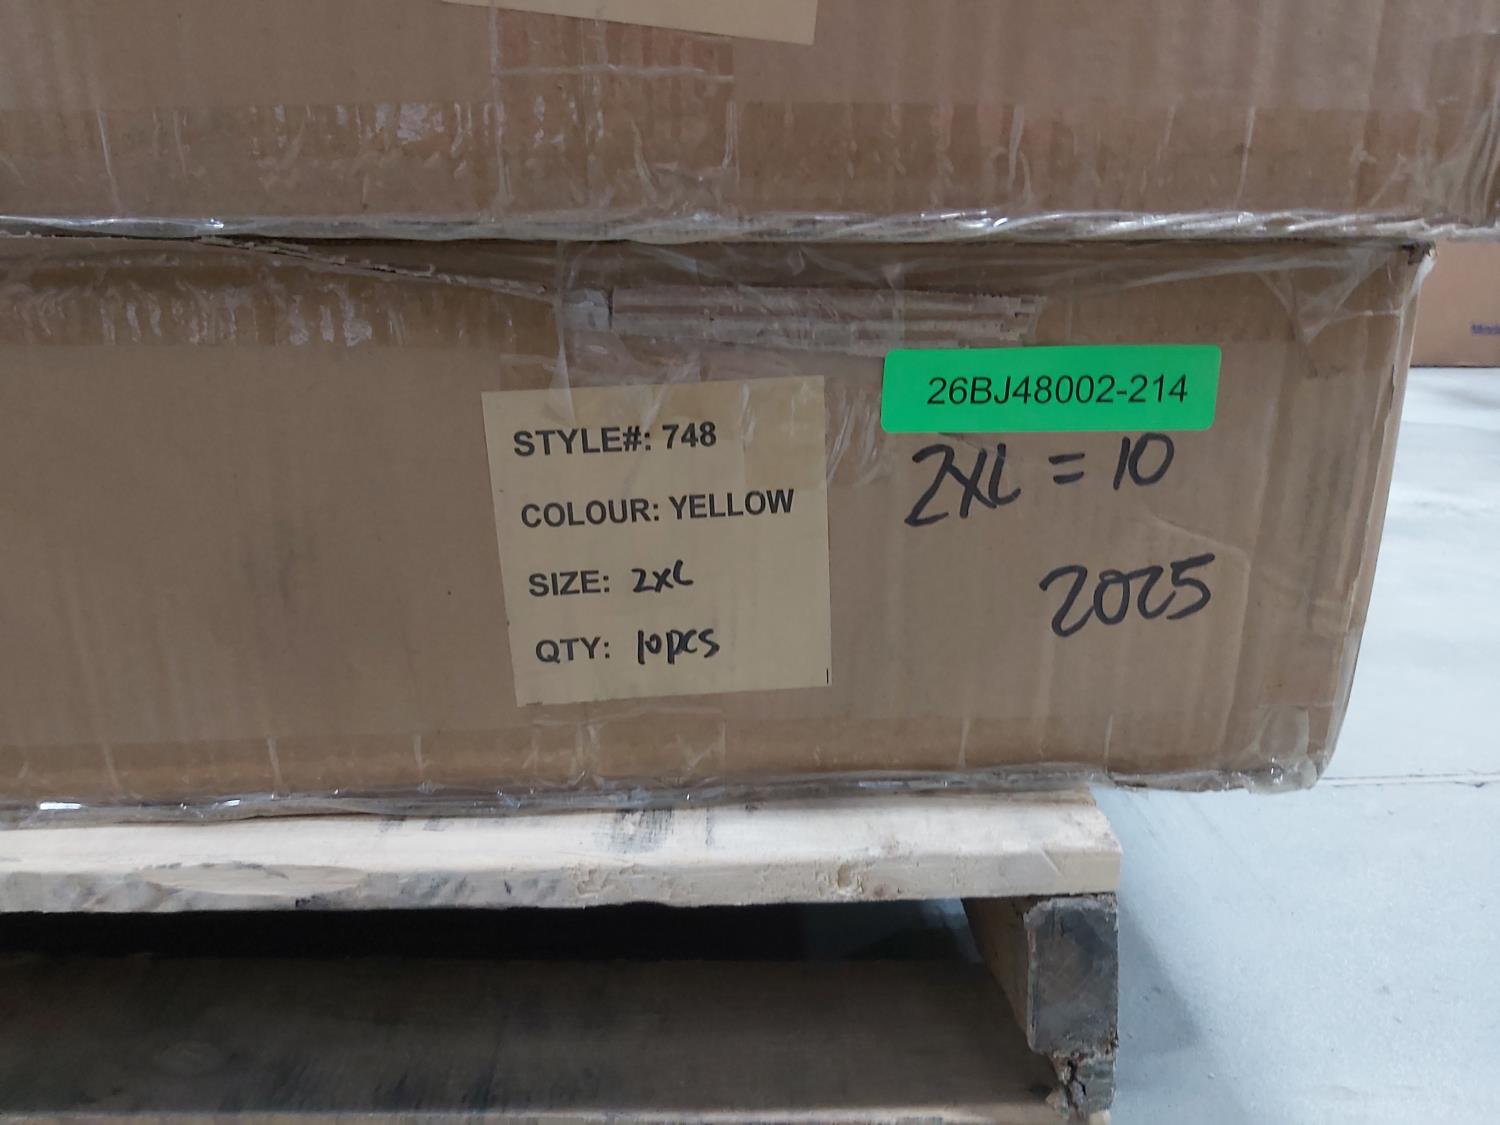 26BJ48002-214
STYLE#: 748
COLOUR: YELLOW
SIZE: 2XL
QTY: 10PCS
2XL = 10
2025